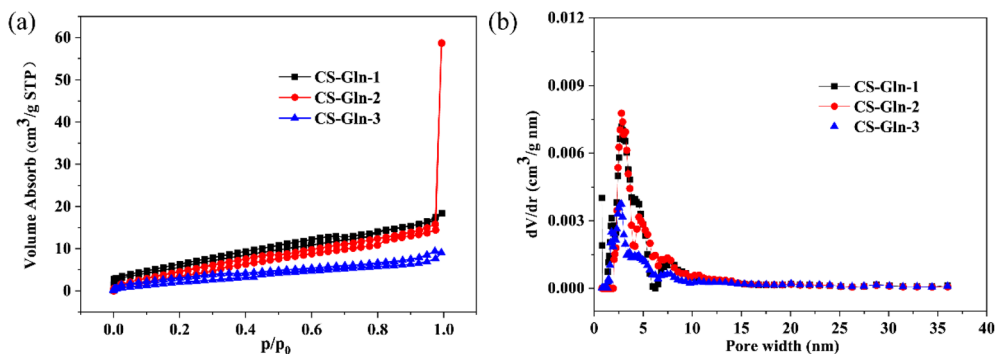 (a)
Volume Absorb (cm³/g STP)
60
50
40
30
20
10
0
CS-Gln-1
CS-Gln-2
CS-Gln-3
0.0 0.2 0.4 0.6 0.8 1.0
p/p₀
(b)
dV/dr (cm³/g nm)
0.012
0.009
0.006
0.003
0.000
CS-Gln-1
CS-Gln-2
CS-Gln-3
0 5 10 15 20 25 30 35 40
Pore width (nm)